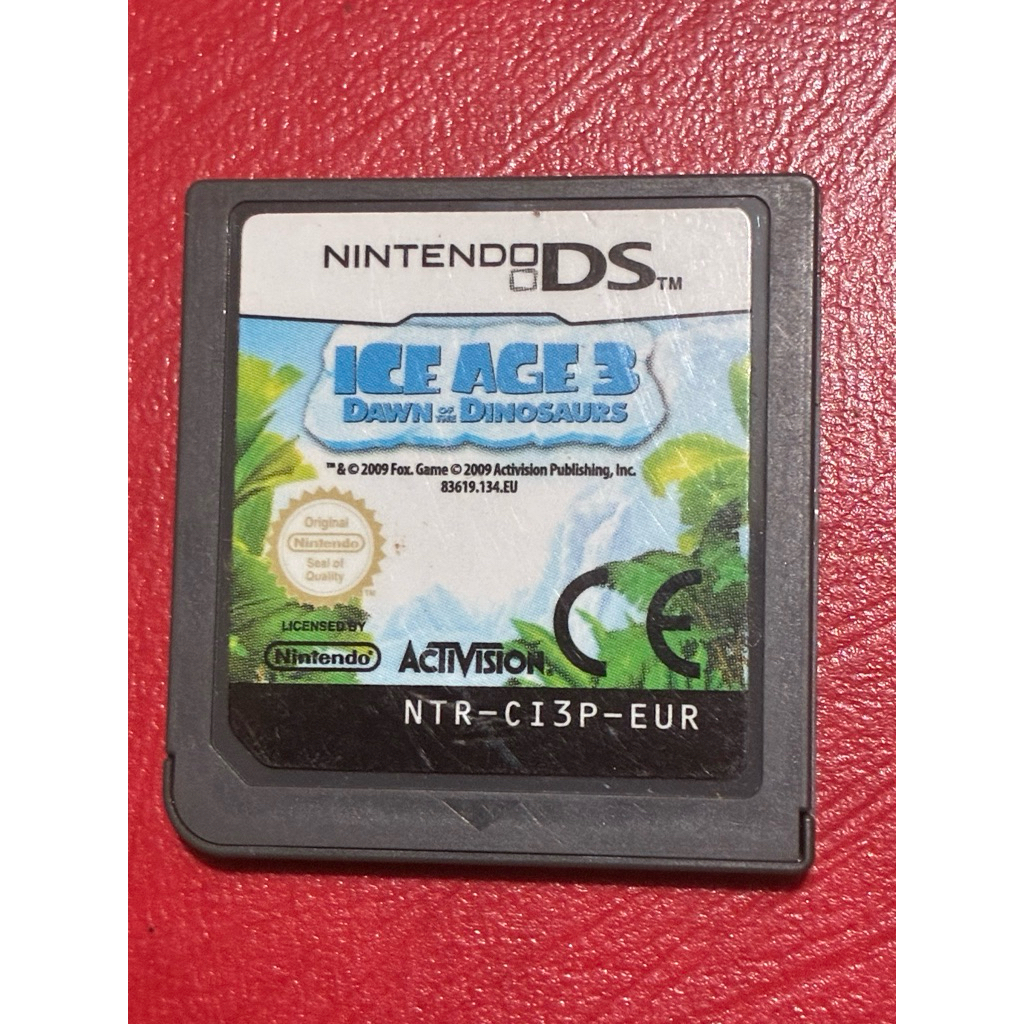 NINTENDO DS™
ICE AGE 3
DAWN OF THE DINOSAURS
™ & © 2009 Fox. Game © 2009 Activision Publishing, Inc.
83619.134.EU
Original
Nintendo
Seal of
Quality
TM
LICENSED BY
Nintendo®
ACTIVISION®
CE
NTR-CI3P-EUR